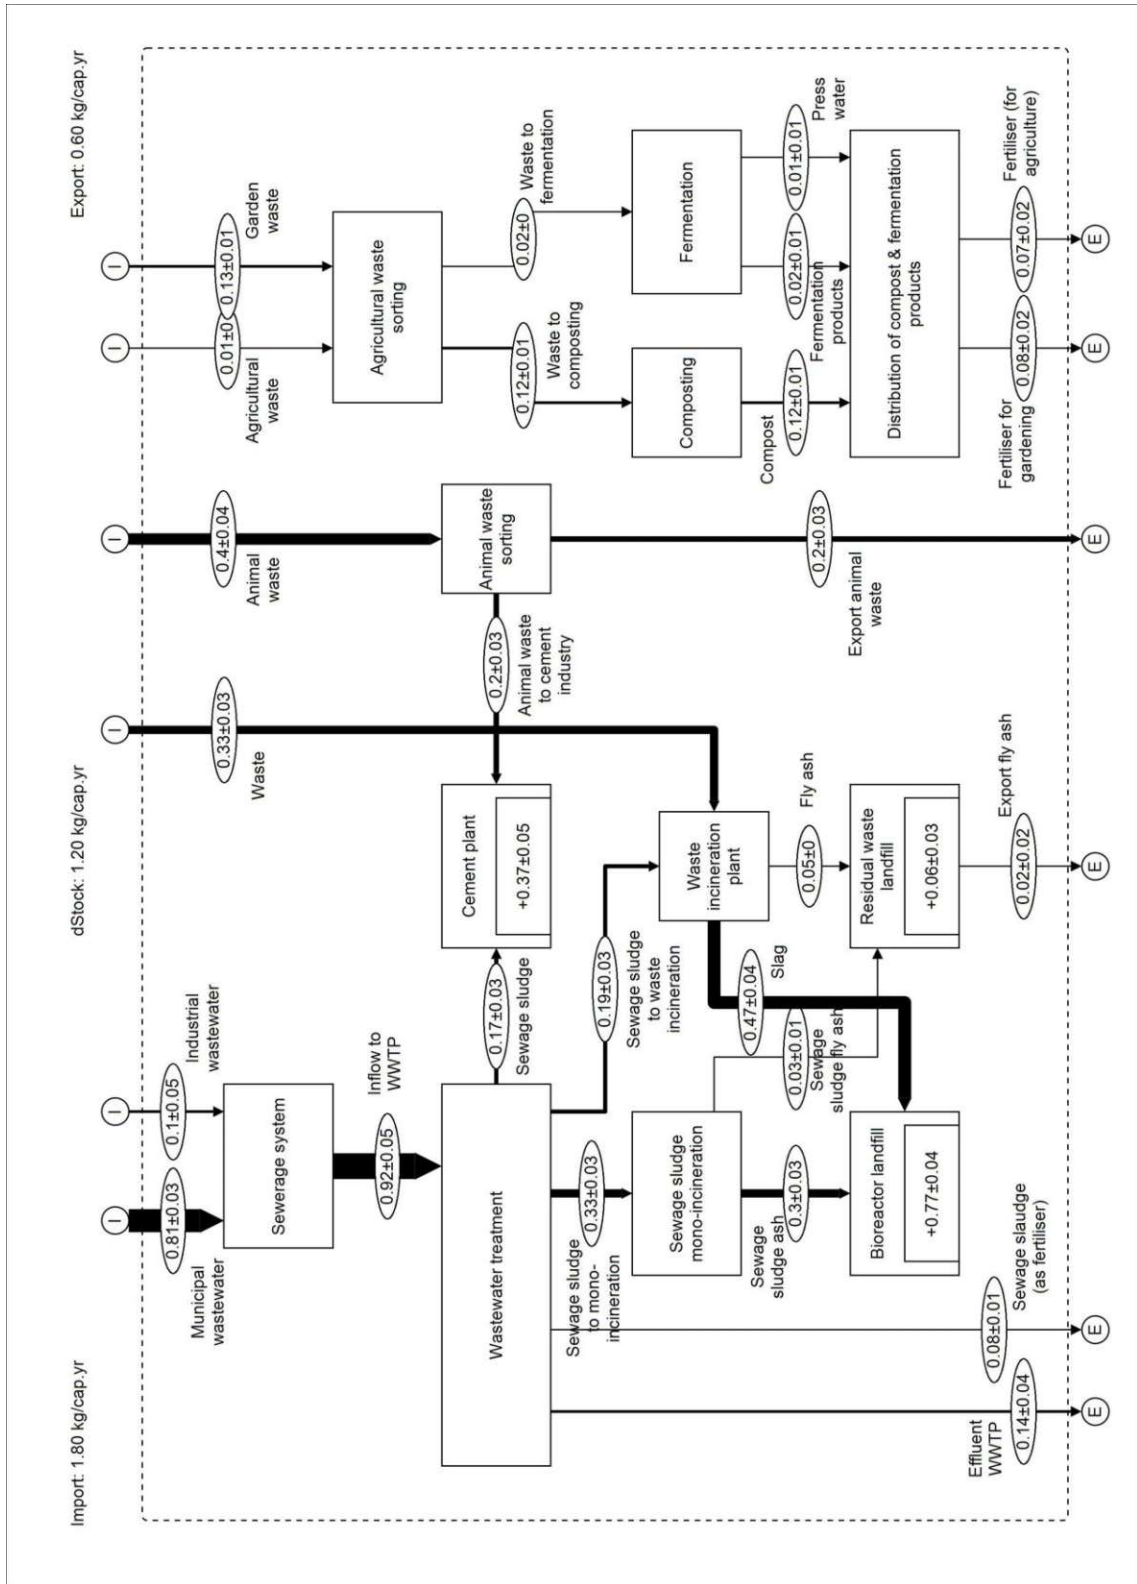 Import: 1.80 kg/cap.yr
dStock: 1.20 kg/cap.yr
Export: 0.60 kg/cap.yr
I
I
I
I
I
I
0.81±0.03
Municipal
wastewater
0.1±0.05
Industrial
wastewater
0.33±0.03
Waste
0.4±0.04
Animal
waste
0.01±0
Agricultural
waste
0.13±0.01
Garden
waste
Sewerage system
Agricultural waste
sorting
0.92±0.05
Inflow to
WWTP
Wastewater treatment
0.17±0.03
Sewage sludge
Cement plant
+0.37±0.05
0.2±0.03
Animal waste
to cement
industry
Animal waste
sorting
0.12±0.01
Waste to
composting
0.02±0
Waste to
fermentation
Sewage sludge
to mono-
incineration
0.33±0.03
0.19±0.03
Sewage sludge
to waste
incineration
Sewage sludge
mono-incineration
Waste
incineration
plant
Composting
Fermentation
Sewage
sludge ash
0.3±0.03
0.03±0.01
Sewage
sludge fly ash
0.47±0.04
Slag
0.05±0
Fly ash
Export animal
waste
0.2±0.03
Compost
0.12±0.01
0.02±0.01
Fermentation
products
0.01±0.01
Press
water
Bioreactor landfill
+0.77±0.04
Residual waste
landfill
+0.06±0.03
Distribution of compost & fermentation
products
Effluent
WWTP
0.14±0.04
0.08±0.01
Sewage slaudge
(as fertiliser)
0.02±0.02
Export fly ash
Fertiliser for
gardening
0.08±0.02
0.07±0.02
Fertiliser (for
agriculture)
E
E
E
E
E
E